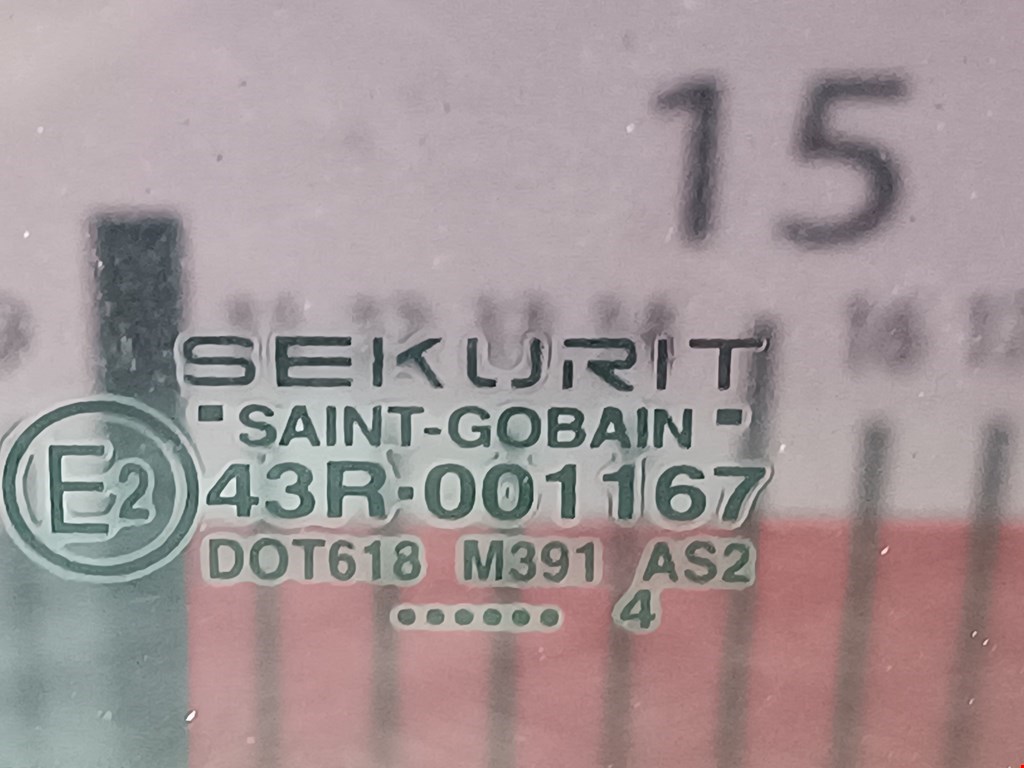 15
SEKURIT
"SAINT-GOBAIN"
E2
43R-001167
DOT618 M391 AS2
...... 4